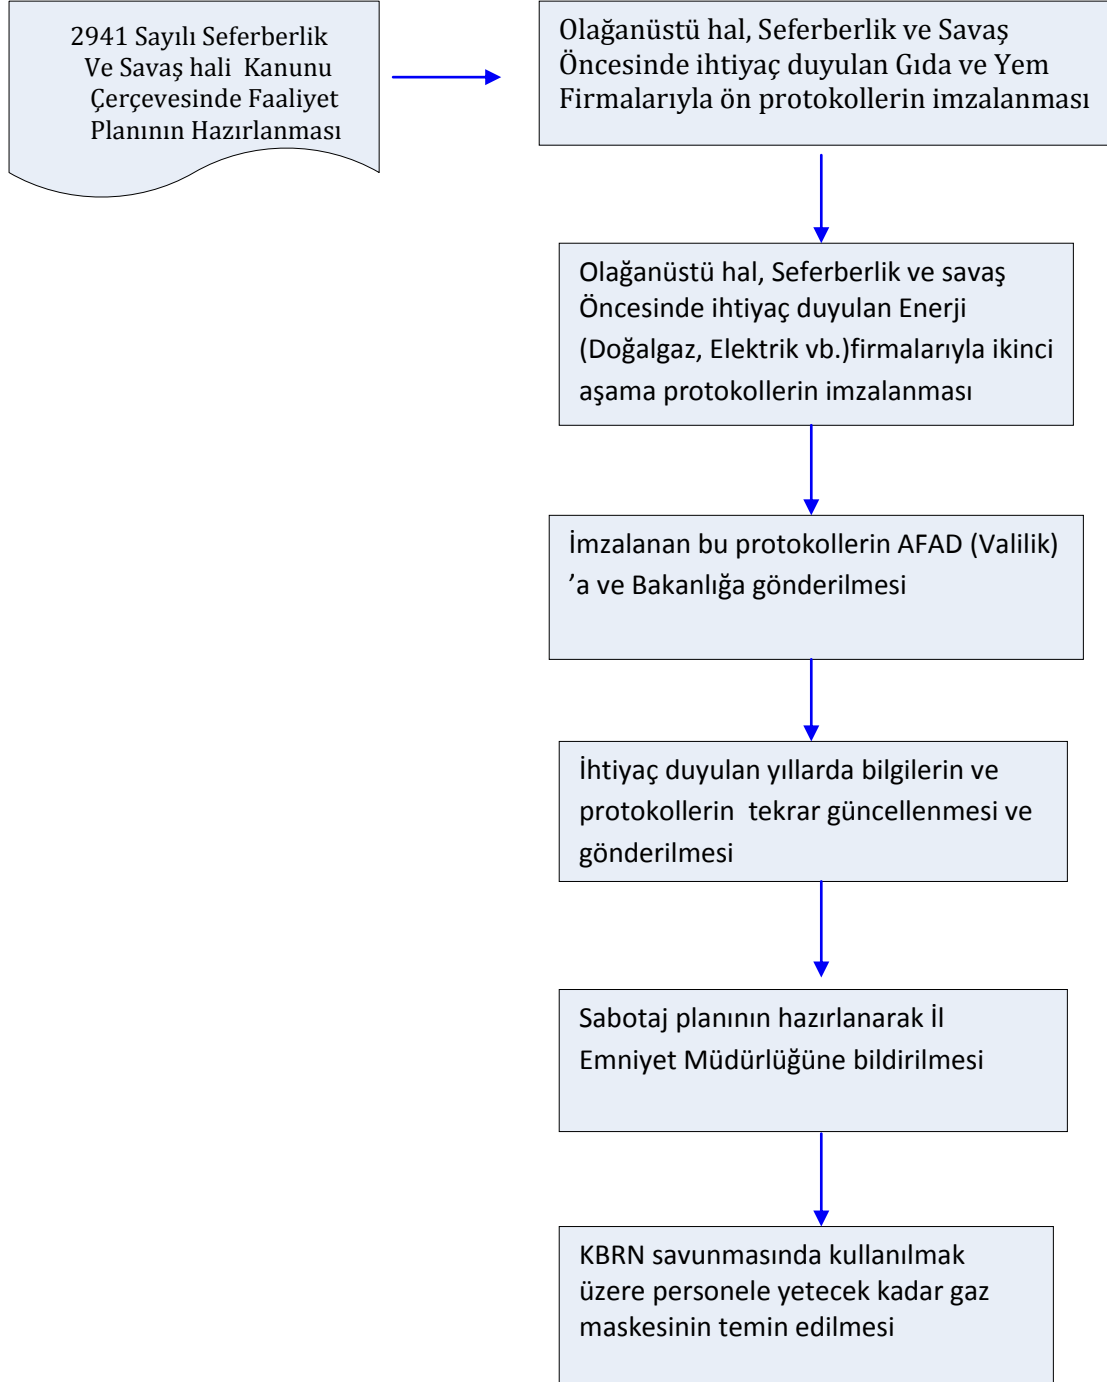 2941 Sayılı Seferberlik
Ve Savaş hali Kanunu
Çerçevesinde Faaliyet
Planının Hazırlanması
Olağanüstü hal, Seferberlik ve Savaş
Öncesinde ihtiyaç duyulan Gıda ve Yem
Firmalarıyla ön protokollerin imzalanması
Olağanüstü hal, Seferberlik ve savaş
Öncesinde ihtiyaç duyulan Enerji
(Doğalgaz, Elektrik vb.)firmalarıyla ikinci
aşama protokollerin imzalanması
İmzalanan bu protokollerin AFAD (Valilik)
’a ve Bakanlığa gönderilmesi
İhtiyaç duyulan yıllarda bilgilerin ve
protokollerin tekrar güncellenmesi ve
gönderilmesi
Sabotaj planının hazırlanarak İl
Emniyet Müdürlüğüne bildirilmesi
KBRN savunmasında kullanılmak
üzere personele yetecek kadar gaz
maskesinin temin edilmesi